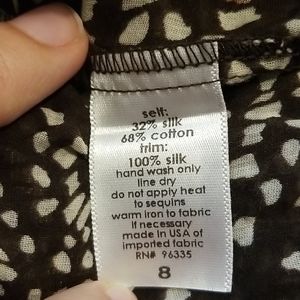 self:
32% silk
68% cotton
trim:
100% silk
hand wash only
line dry
do not apply heat
to sequins
warm iron to fabric
if necessary
made in USA of
imported fabric
RN# 96335
8